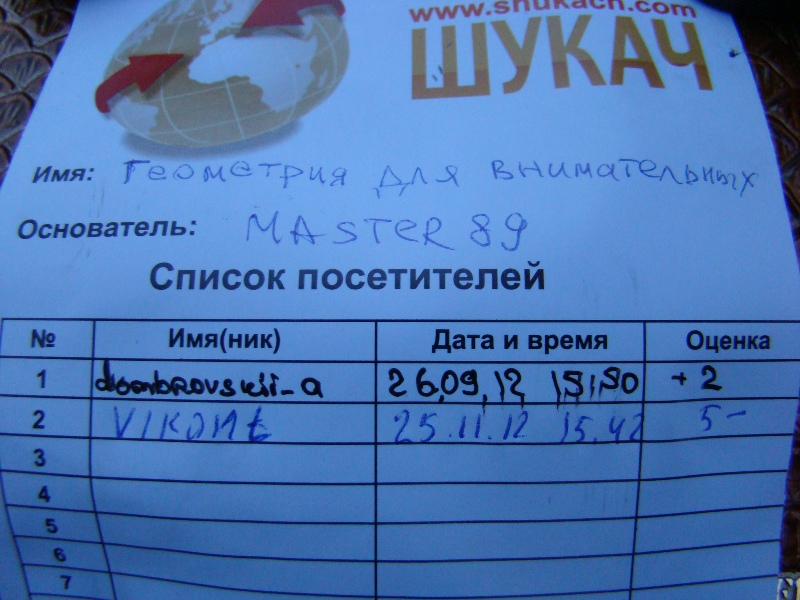 www.shukach.com
ШУКАЧ
Имя: Геометрия для внимательных
Основатель: MASTER 89
Список посетителей
№ Имя(ник) Дата и время Оценка
1 dombrovskii_a 26,09,12 15:50 +2
2 VIKONt 25.11.12 15.42 5-
3
4
5
6
7